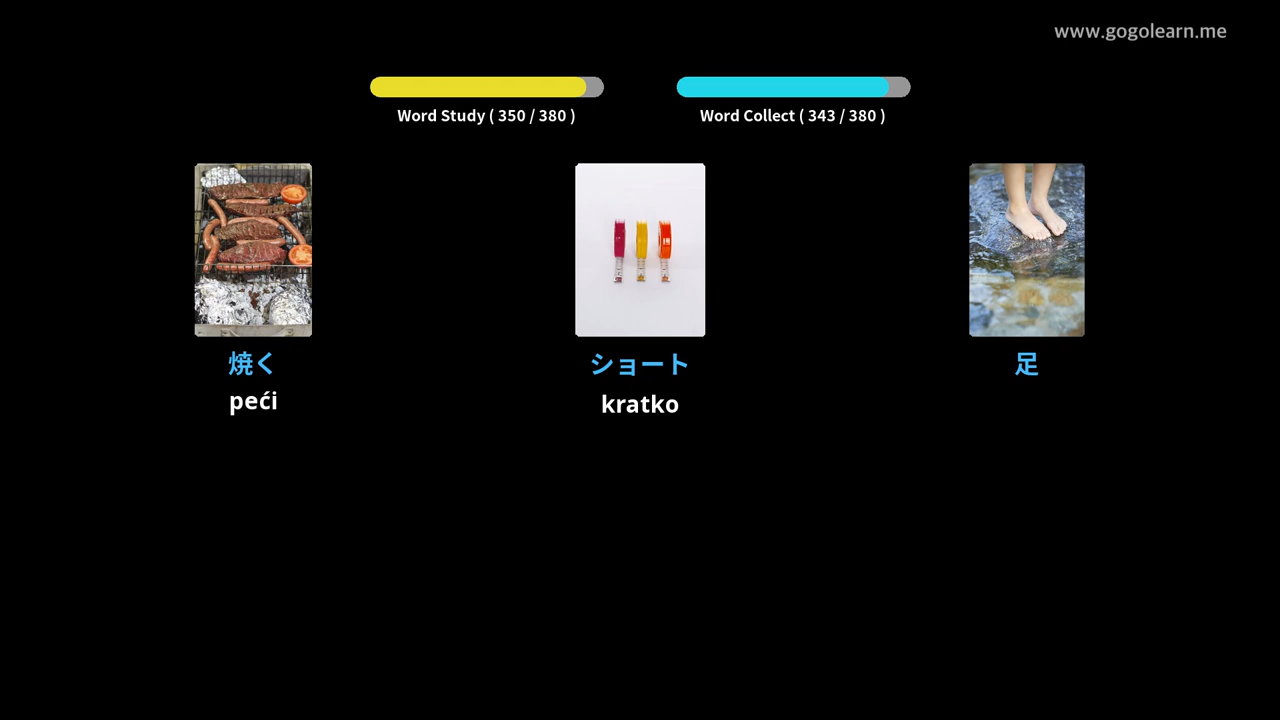 www.gogolearn.me
Word Study ( 350 / 380 )
Word Collect ( 343 / 380 )
焼く
ショート
足
peći
kratko